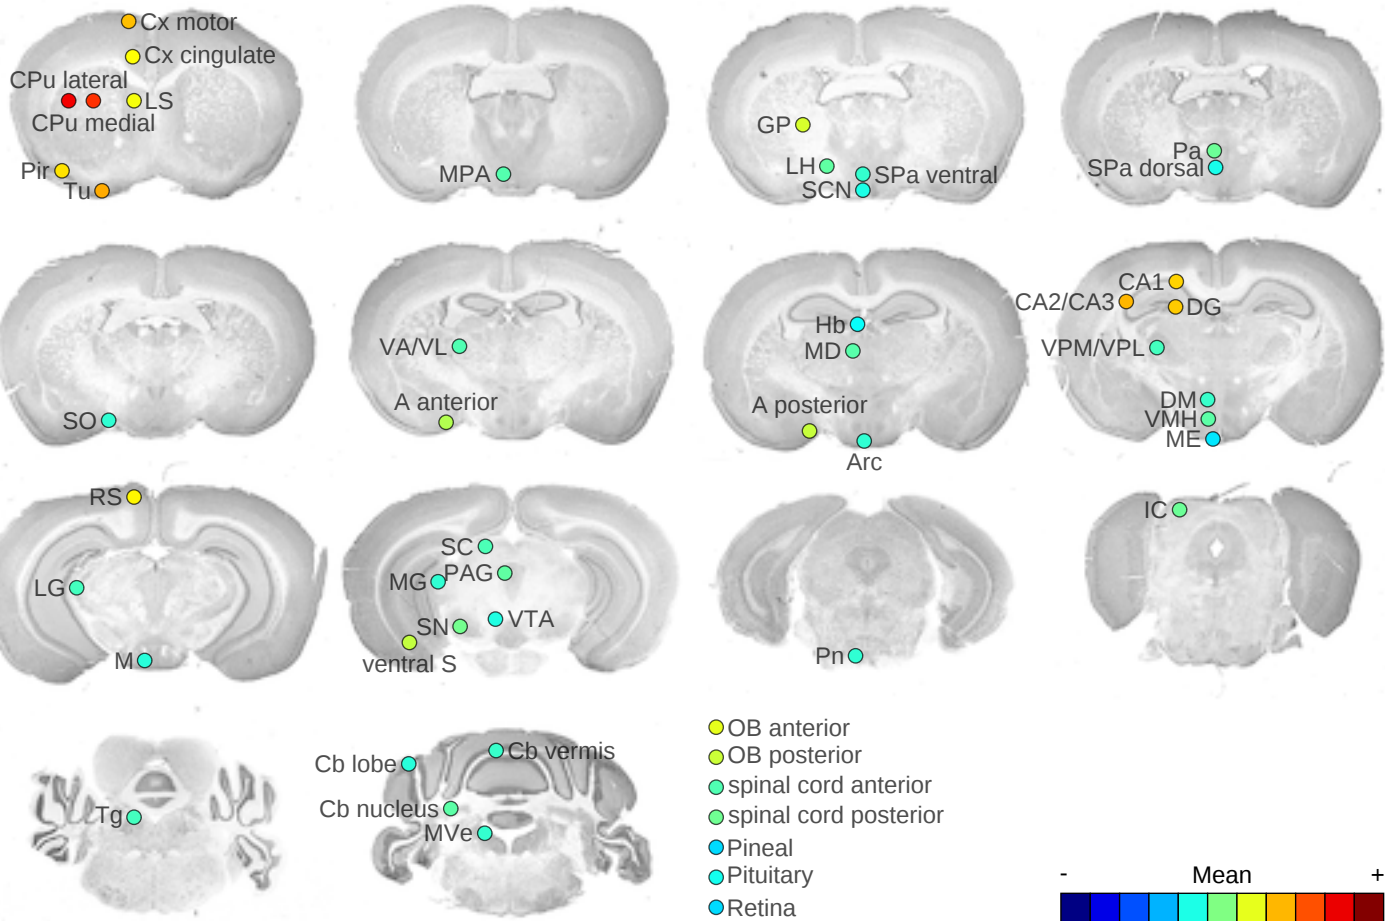 Cx motor
Cx cingulate
CPu lateral
LS
CPu medial
Pir
Tu
MPA
GP
LH
SPa ventral
SCN
Pa
SPa dorsal
SO
VA/VL
A anterior
Hb
MD
A posterior
Arc
CA1
CA2/CA3
DG
VPM/VPL
DM
VMH
ME
RS
LG
M
SC
MG
PAG
SN
VTA
ventral S
Pn
IC
Tg
Cb lobe
Cb vermis
Cb nucleus
MVe
OB anterior
OB posterior
spinal cord anterior
spinal cord posterior
Pineal
Pituitary
Retina
- Mean +